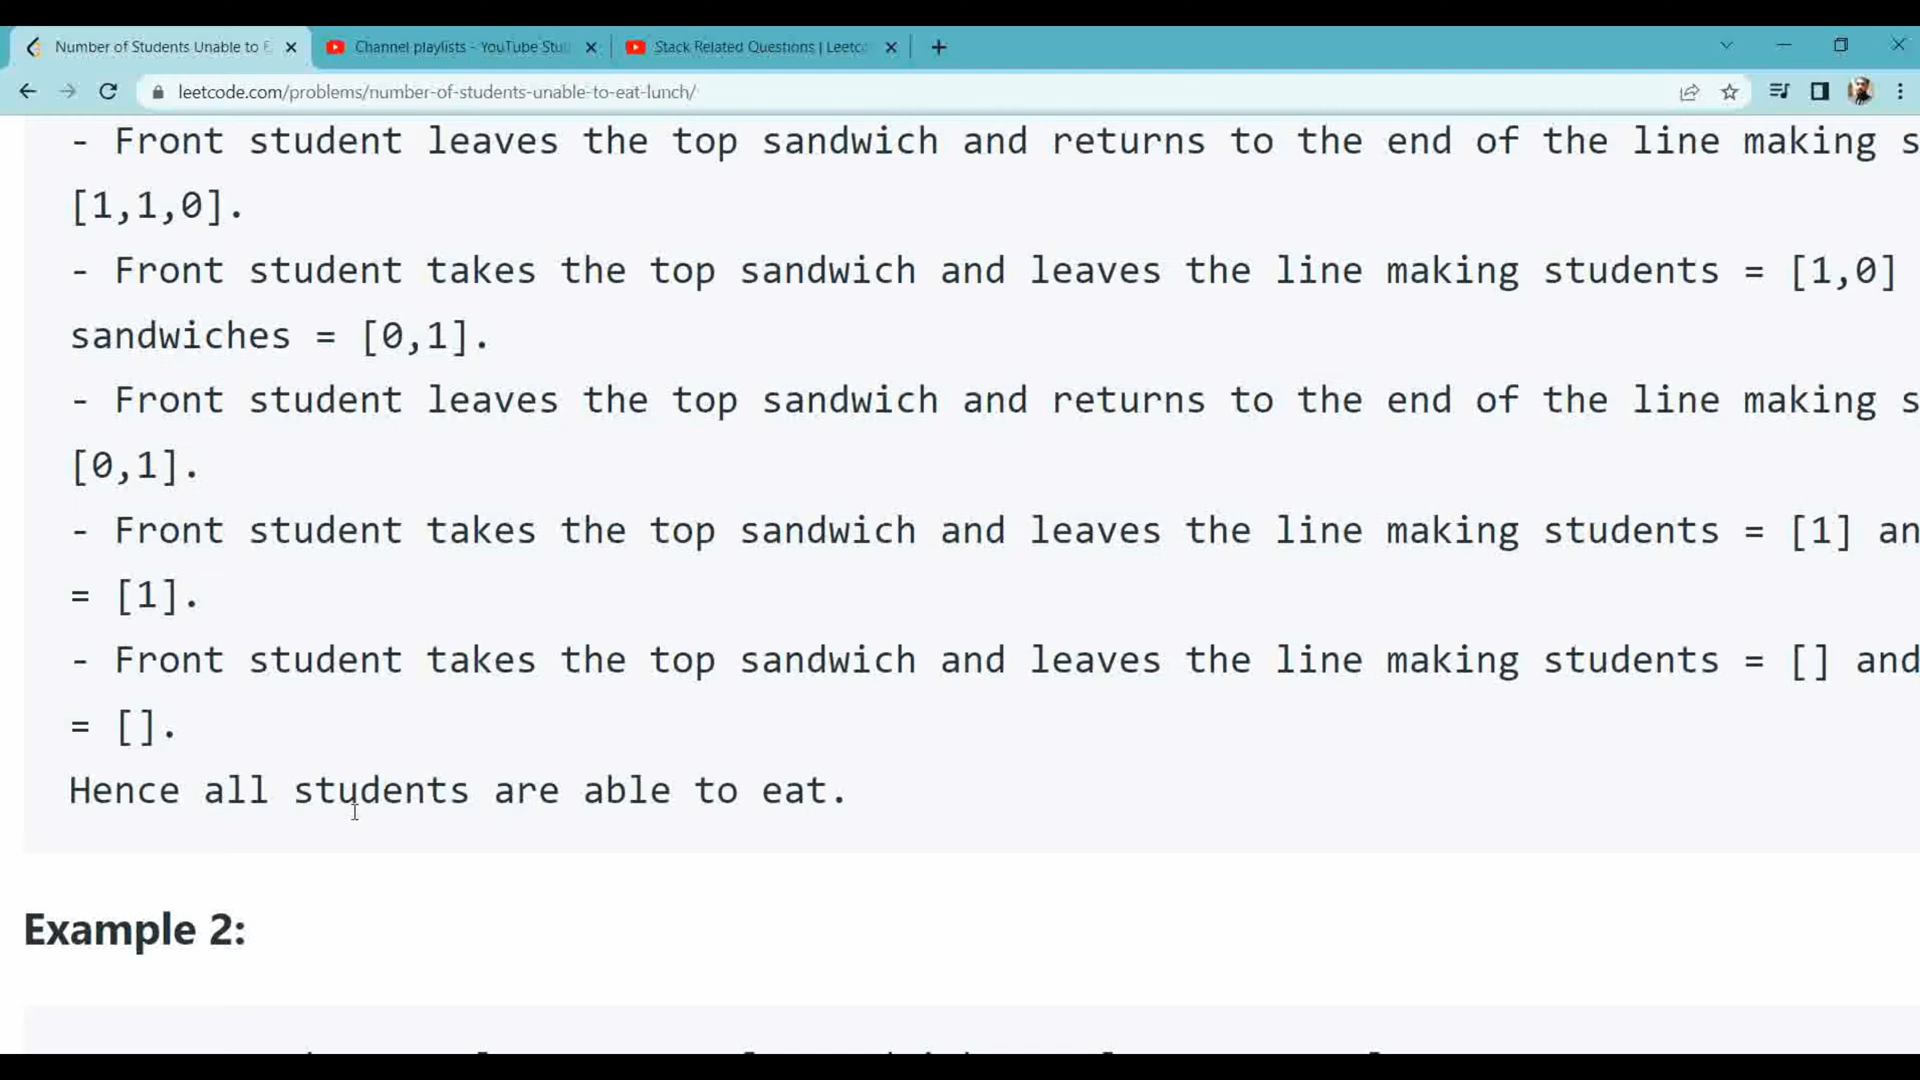 Number of Students Unable to E
Channel playlists - YouTube Stu
Stack Related Questions | Leetc
leetcode.com/problems/number-of-students-unable-to-eat-lunch/
- Front student leaves the top sandwich and returns to the end of the line making s
[1,1,0].
- Front student takes the top sandwich and leaves the line making students = [1,0]
sandwiches = [0,1].
- Front student leaves the top sandwich and returns to the end of the line making s
[0,1].
- Front student takes the top sandwich and leaves the line making students = [1] an
= [1].
- Front student takes the top sandwich and leaves the line making students = [] and
= [].
Hence all students are able to eat.
Example 2: